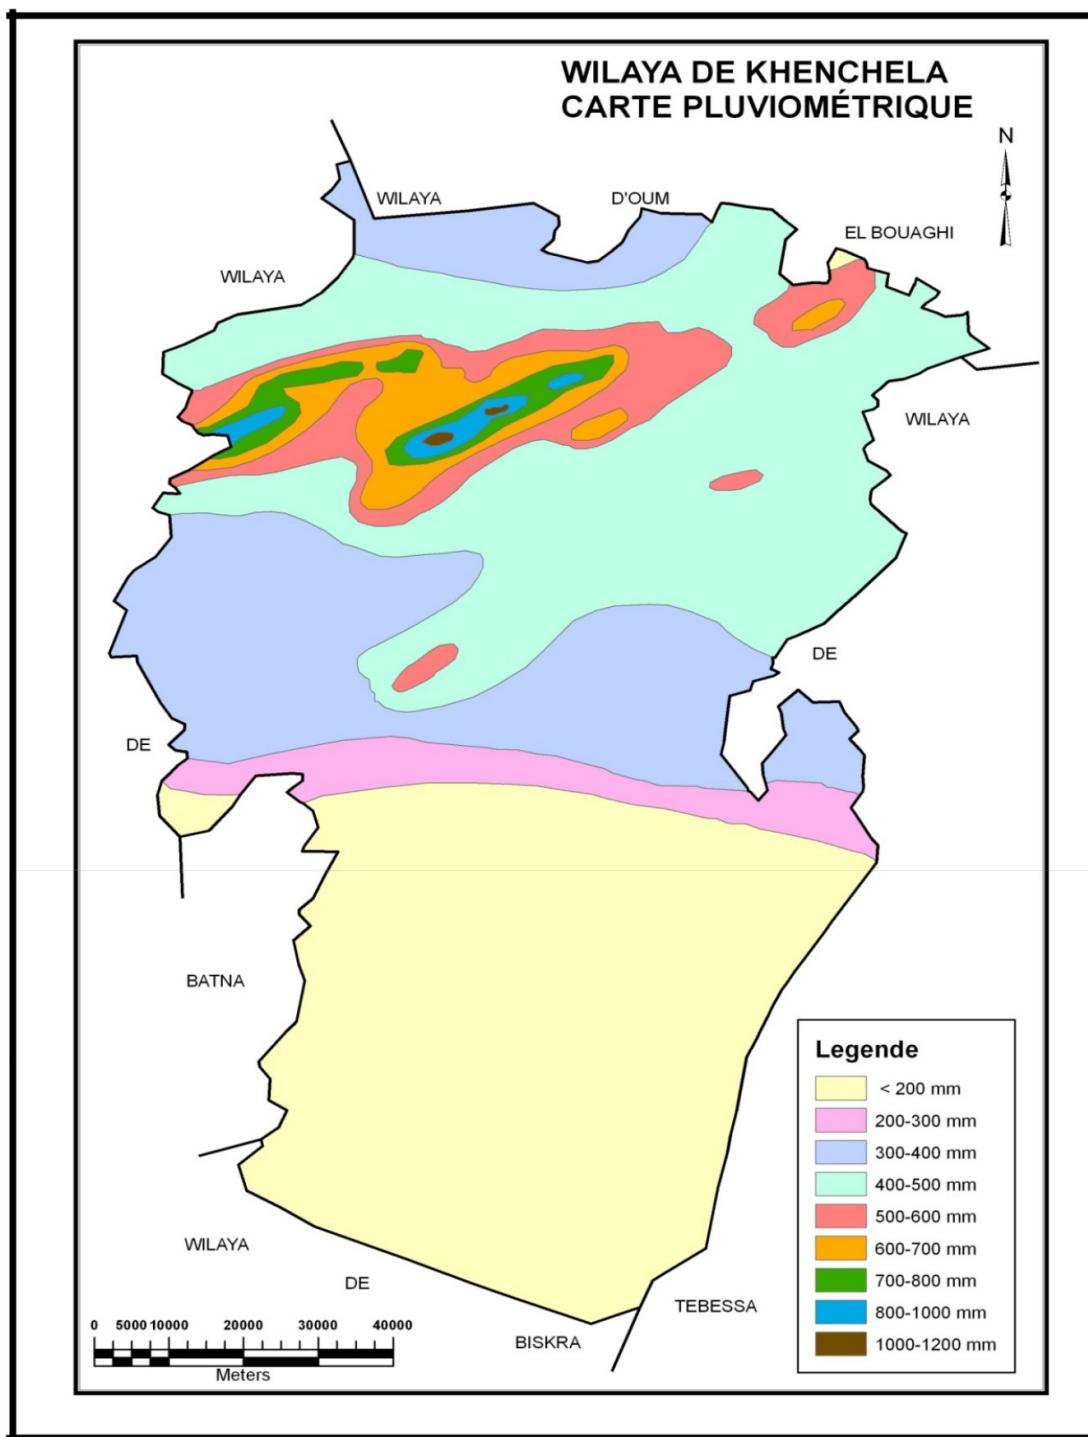 WILAYA DE KHENCHELA
CARTE PLUVIOMÉTRIQUE
N
WILAYA
D'OUM
EL BOUAGHI
WILAYA
WILAYA
DE
DE
BATNA
WILAYA
DE
BISKRA
TEBESSA
Legende
< 200 mm
200-300 mm
300-400 mm
400-500 mm
500-600 mm
600-700 mm
700-800 mm
800-1000 mm
1000-1200 mm
0 5000 10000 20000 30000 40000
Meters